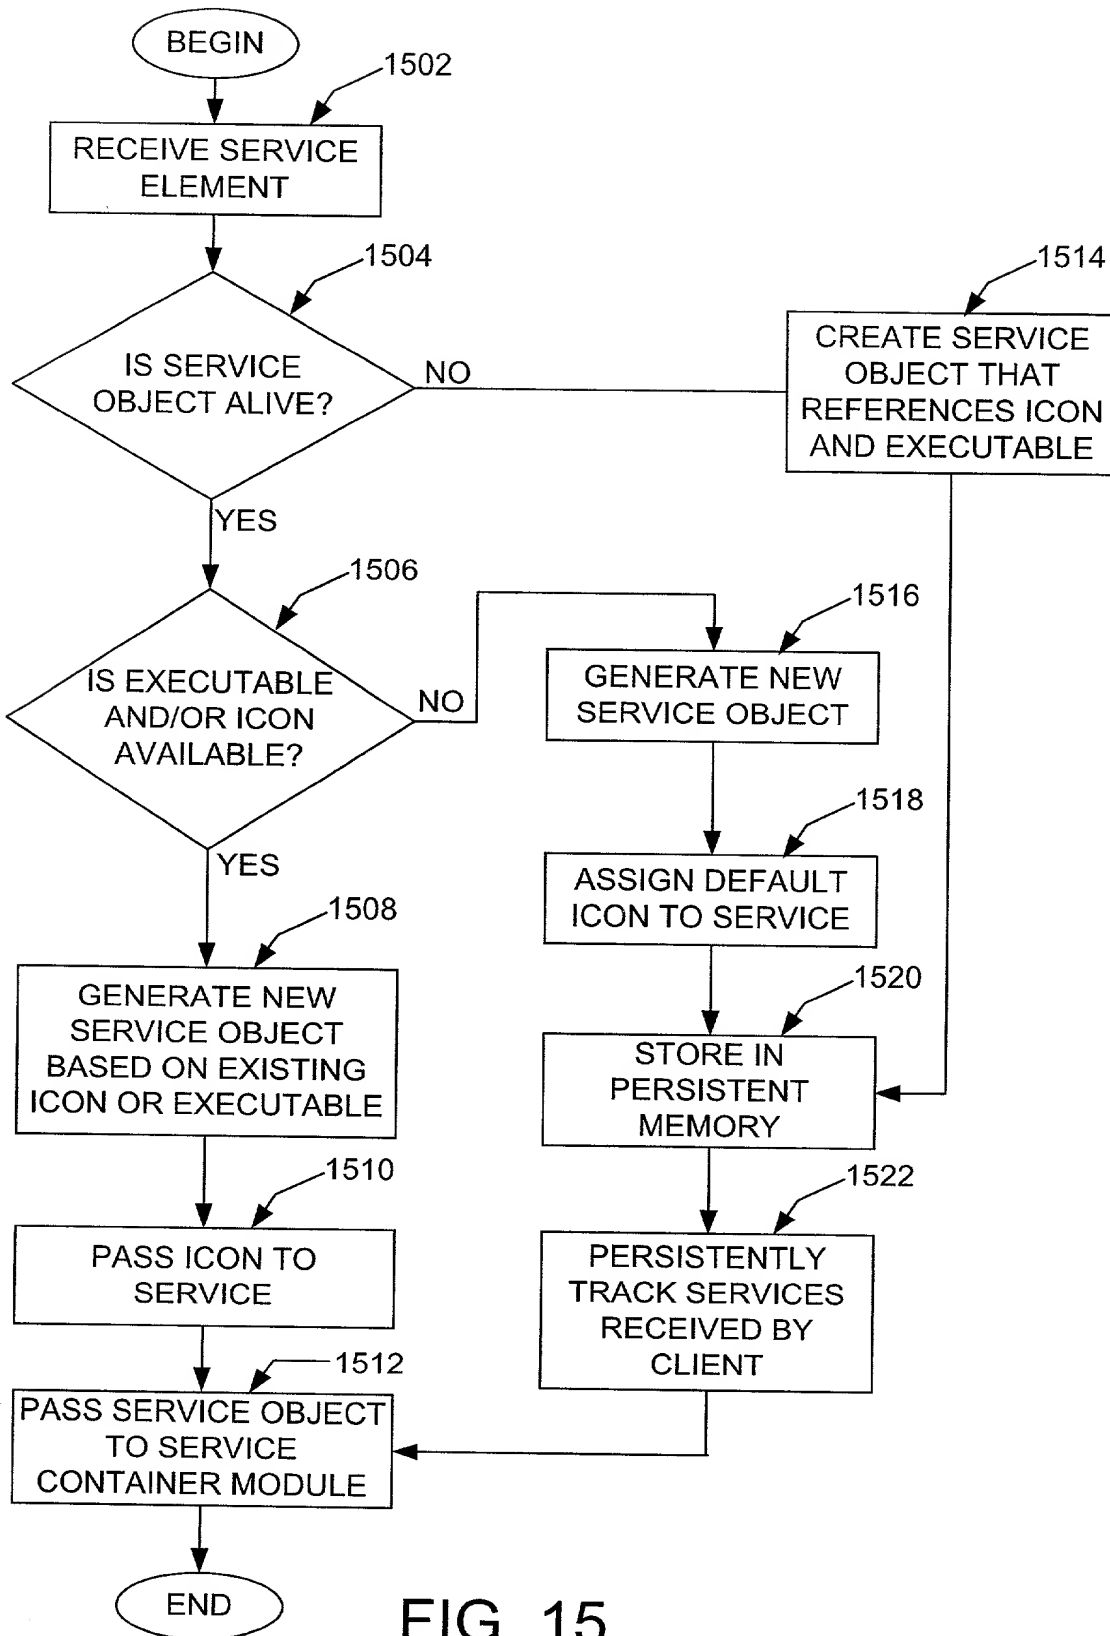 BEGIN
1502
RECEIVE SERVICE
ELEMENT
1504
IS SERVICE
OBJECT ALIVE?
NO
YES
1514
CREATE SERVICE
OBJECT THAT
REFERENCES ICON
AND EXECUTABLE
1506
IS EXECUTABLE
AND/OR ICON
AVAILABLE?
NO
YES
1516
GENERATE NEW
SERVICE OBJECT
1518
ASSIGN DEFAULT
ICON TO SERVICE
1508
GENERATE NEW
SERVICE OBJECT
BASED ON EXISTING
ICON OR EXECUTABLE
1520
STORE IN
PERSISTENT
MEMORY
1510
PASS ICON TO
SERVICE
1522
PERSISTENTLY
TRACK SERVICES
RECEIVED BY
CLIENT
1512
PASS SERVICE OBJECT
TO SERVICE
CONTAINER MODULE
END
FIG. 15